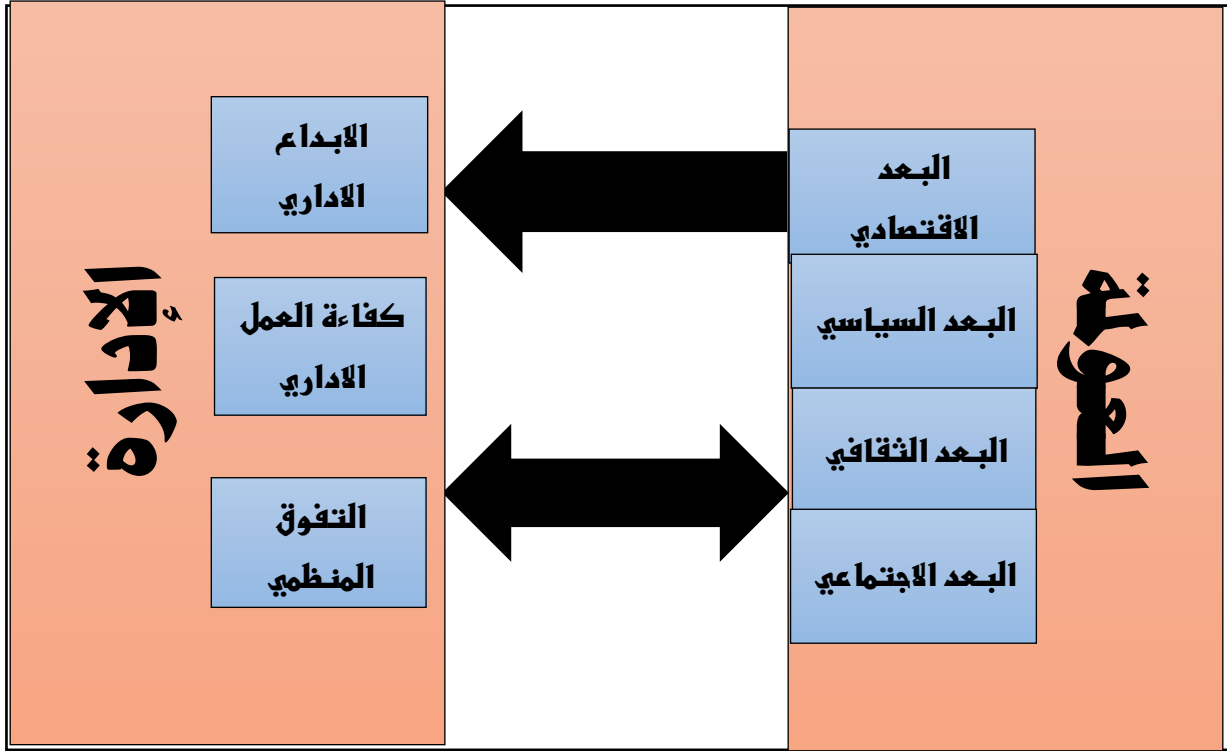 العولمة
البعد
الاقتصادي
البعد السياسي
البعد الثقافي
البعد الاجتماعي
الابداع
الاداري
كفاءة العمل
الاداري
التفوق
المنظمي
الإدارة